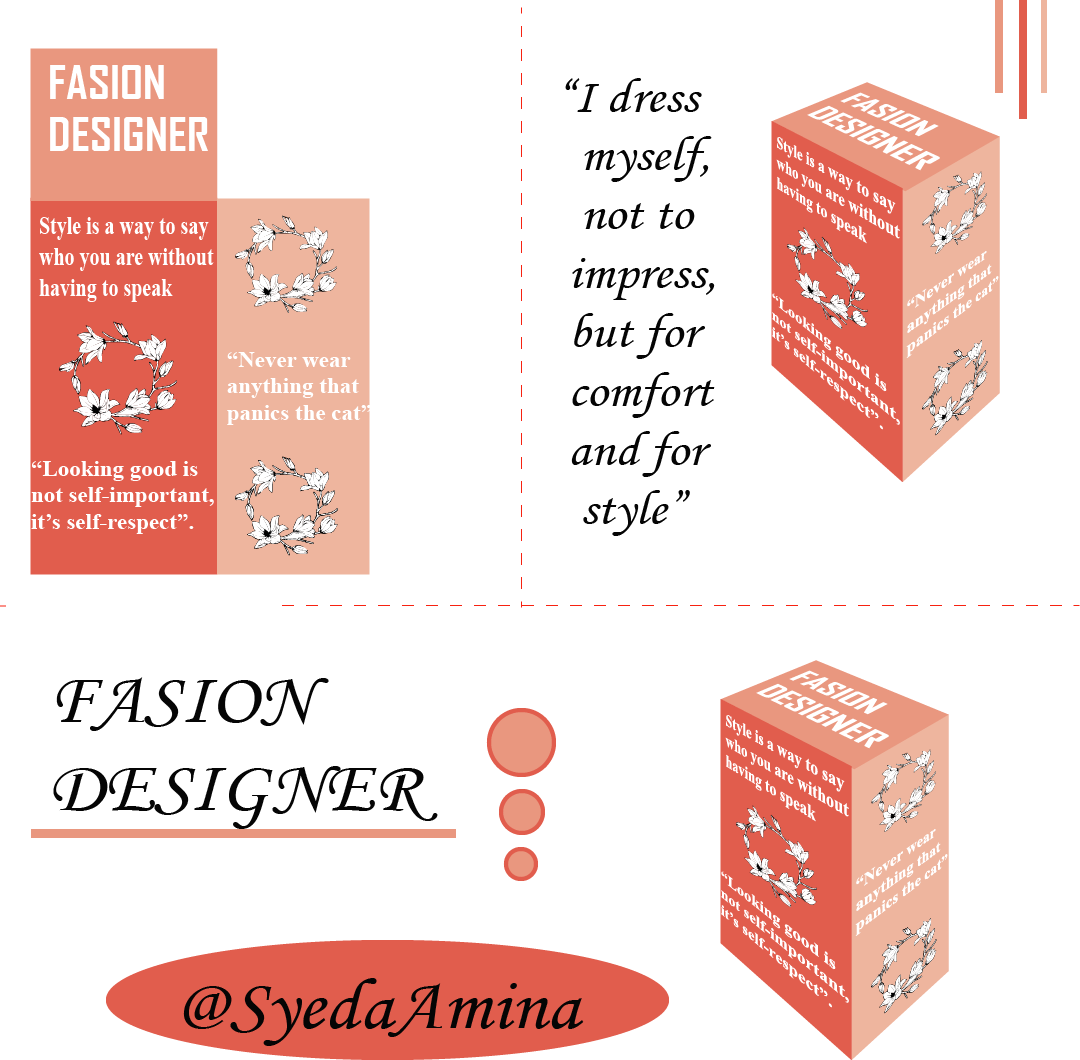 FASION
DESIGNER
Style is a way to say
who you are without
having to speak
“Looking good is
not self-important,
it’s self-respect”.
“Never wear
anything that
panics the cat”
“I dress
myself,
not to
impress,
but for
comfort
and for
style”
FASION
DESIGNER
Style is a way to say
who you are without
having to speak
“Looking good is
not self-important,
it’s self-respect”.
“Never wear
anything that
panics the cat”
FASION
DESIGNER
@SyedaAmina
FASION
DESIGNER
Style is a way to say
who you are without
having to speak
“Looking good is
not self-important,
it’s self-respect”.
“Never wear
anything that
panics the cat”